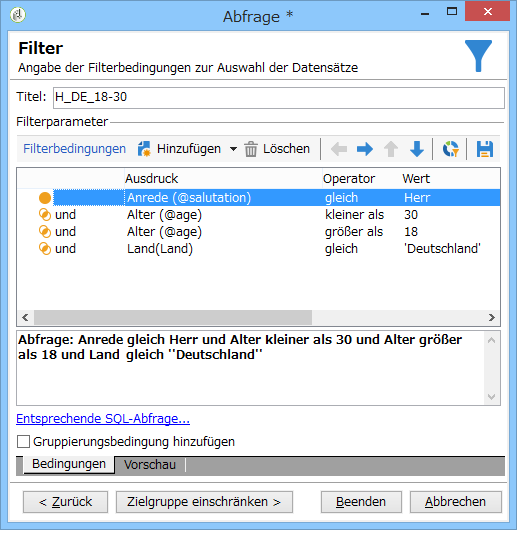 Abfrage *
Filter
Angabe der Filterbedingungen zur Auswahl der Datensätze
Titel: H_DE_18-30
Filterparameter
Filterbedingungen Hinzufügen Löschen
Ausdruck Operator Wert
Anrede (@salutation) gleich Herr
und Alter (@age) kleiner als 30
und Alter (@age) größer als 18
und Land(Land) gleich 'Deutschland'
Abfrage: Anrede gleich Herr und Alter kleiner als 30 und Alter größer
als 18 und Land gleich ''Deutschland''
Entsprechende SQL-Abfrage...
Gruppierungsbedingung hinzufügen
Bedingungen Vorschau
< Zurück Zielgruppe einschränken > Beenden Abbrechen